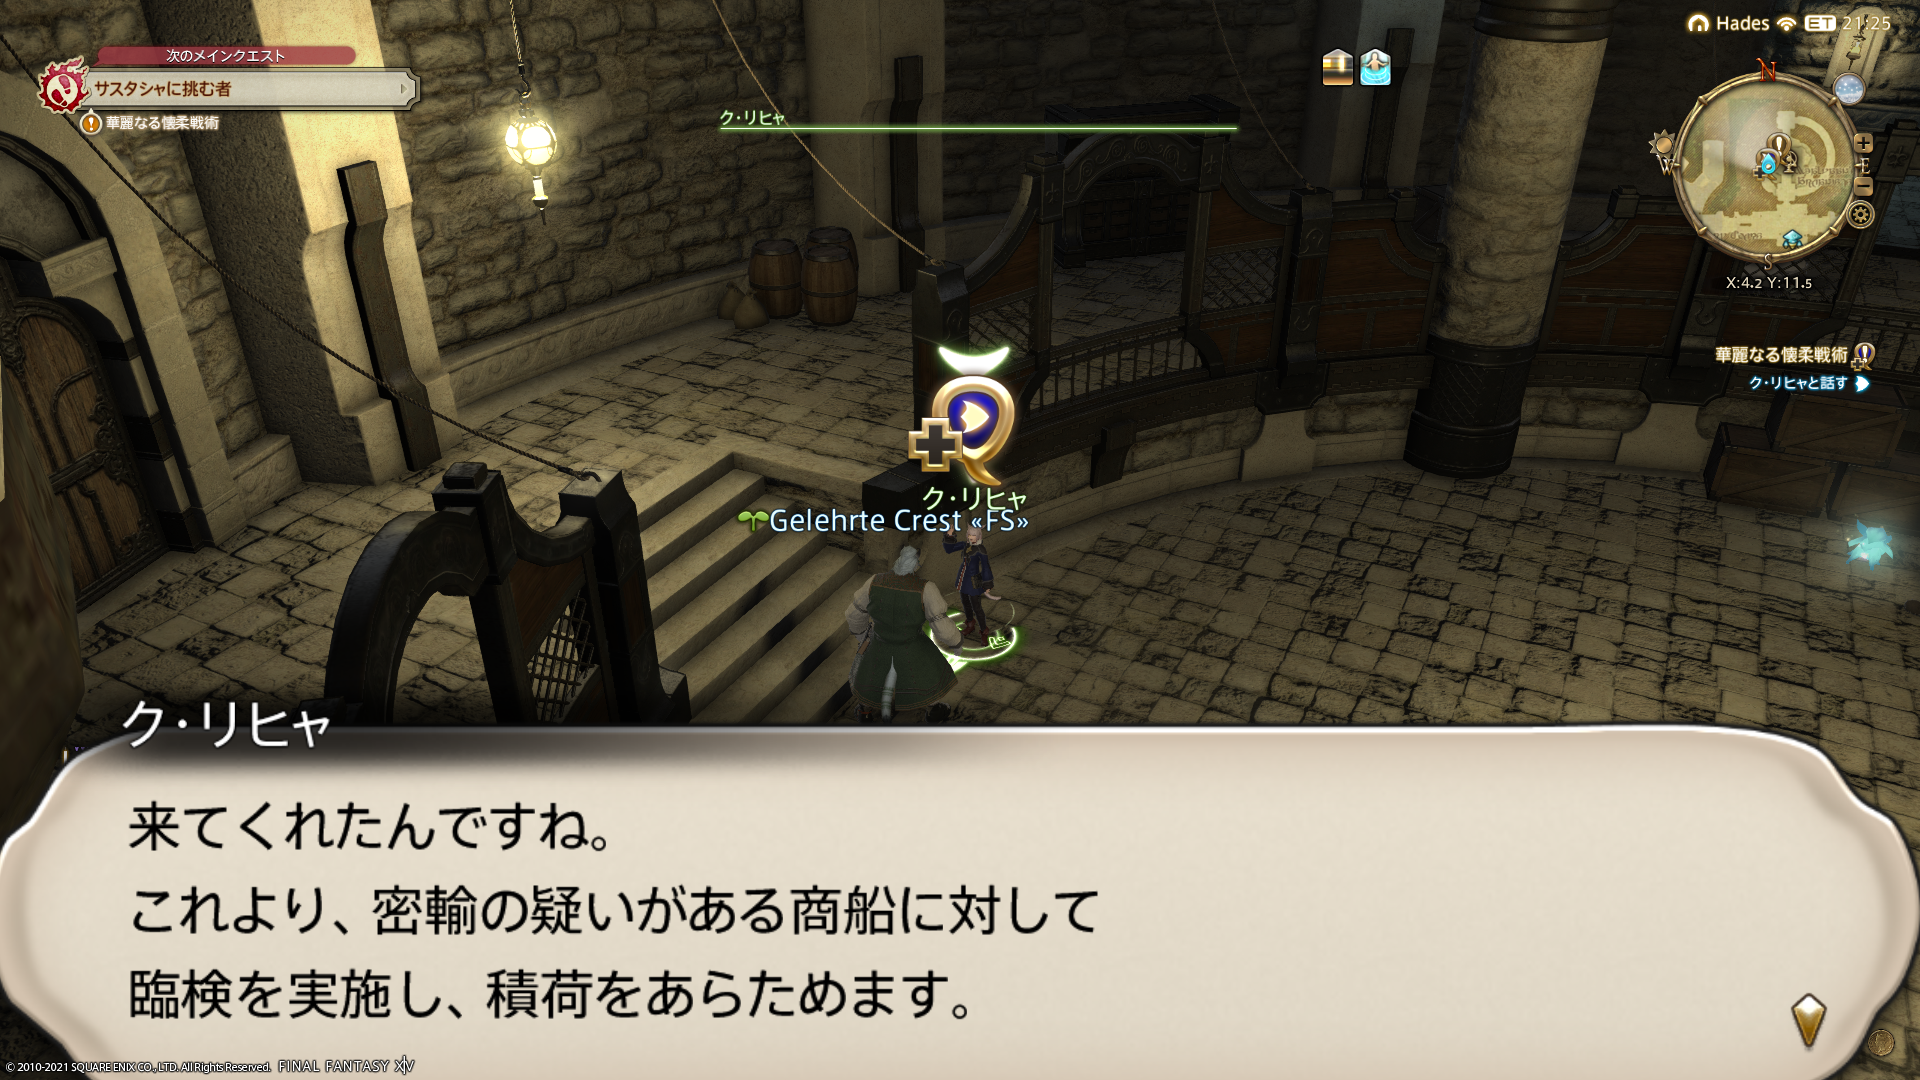 次のメインクエスト
サスタシャに挑む者
華麗なる懐柔戦術
ク・リヒャ
Hades
ET 21:25
N
W
E
S
X:4.2 Y:11.5
華麗なる懐柔戦術
ク・リヒャと話す
ク・リヒャ
Gelehrte Crest «FS»
ク・リヒャ
来てくれたんですね。
これより、密輸の疑いがある商船に対して
臨検を実施し、積荷をあらためます。
© 2010-2021 SQUARE ENIX CO., LTD. All Rights Reserved. FINAL FANTASY XIV